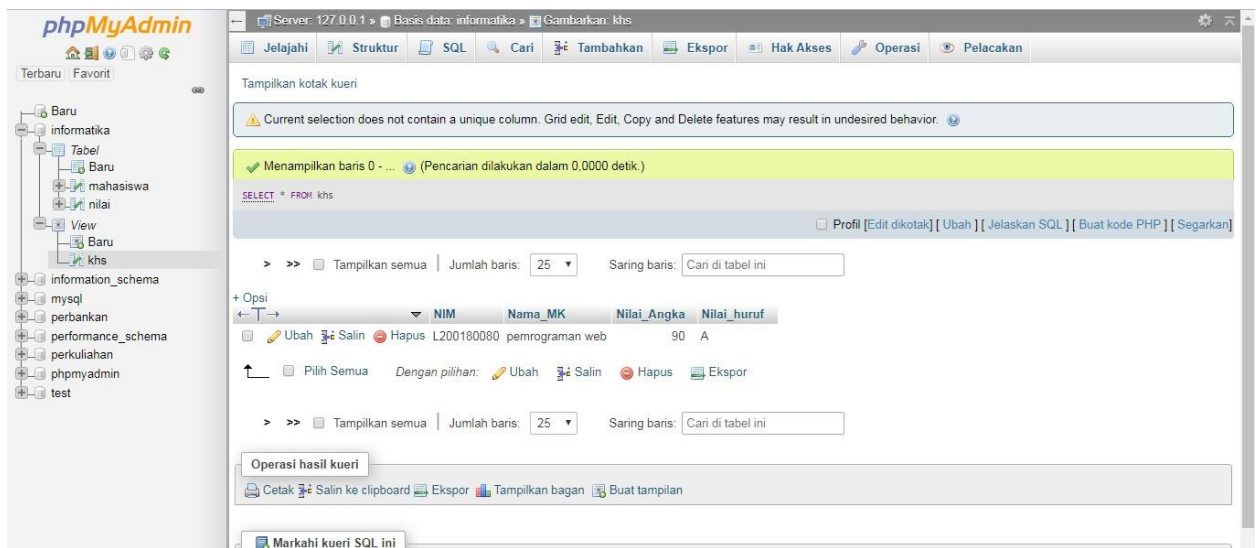 phpMyAdmin
Terbaru Favorit
Baru
informatika
Tabel
Baru
mahasiswa
nilai
View
Baru
khs
information_schema
mysql
perbankan
performance_schema
perkuliahan
phpmyadmin
test
Server: 127.0.0.1 » Basis data: informatika » Gambarkan: khs
Jelajahi Struktur SQL Cari Tambahkan Ekspor Hak Akses Operasi Pelacakan
Tampilkan kotak kueri
Current selection does not contain a unique column. Grid edit, Edit, Copy and Delete features may result in undesired behavior.
Menampilkan baris 0 - ... (Pencarian dilakukan dalam 0,0000 detik.)
SELECT * FROM khs
Profil [Edit dikotak] [ Ubah ] [ Jelaskan SQL ] [ Buat kode PHP ] [ Segarkan]
> >> Tampilkan semua | Jumlah baris: 25 Saring baris: Cari di tabel ini
+ Opsi
←T→ NIM Nama_MK Nilai_Angka Nilai_huruf
Ubah Salin Hapus L200180080 pemrograman web 90 A
Pilih Semua Dengan pilihan: Ubah Salin Hapus Ekspor
> >> Tampilkan semua | Jumlah baris: 25 Saring baris: Cari di tabel ini
Operasi hasil kueri
Cetak Salin ke clipboard Ekspor Tampilkan bagan Buat tampilan
Markahi kueri SQL ini